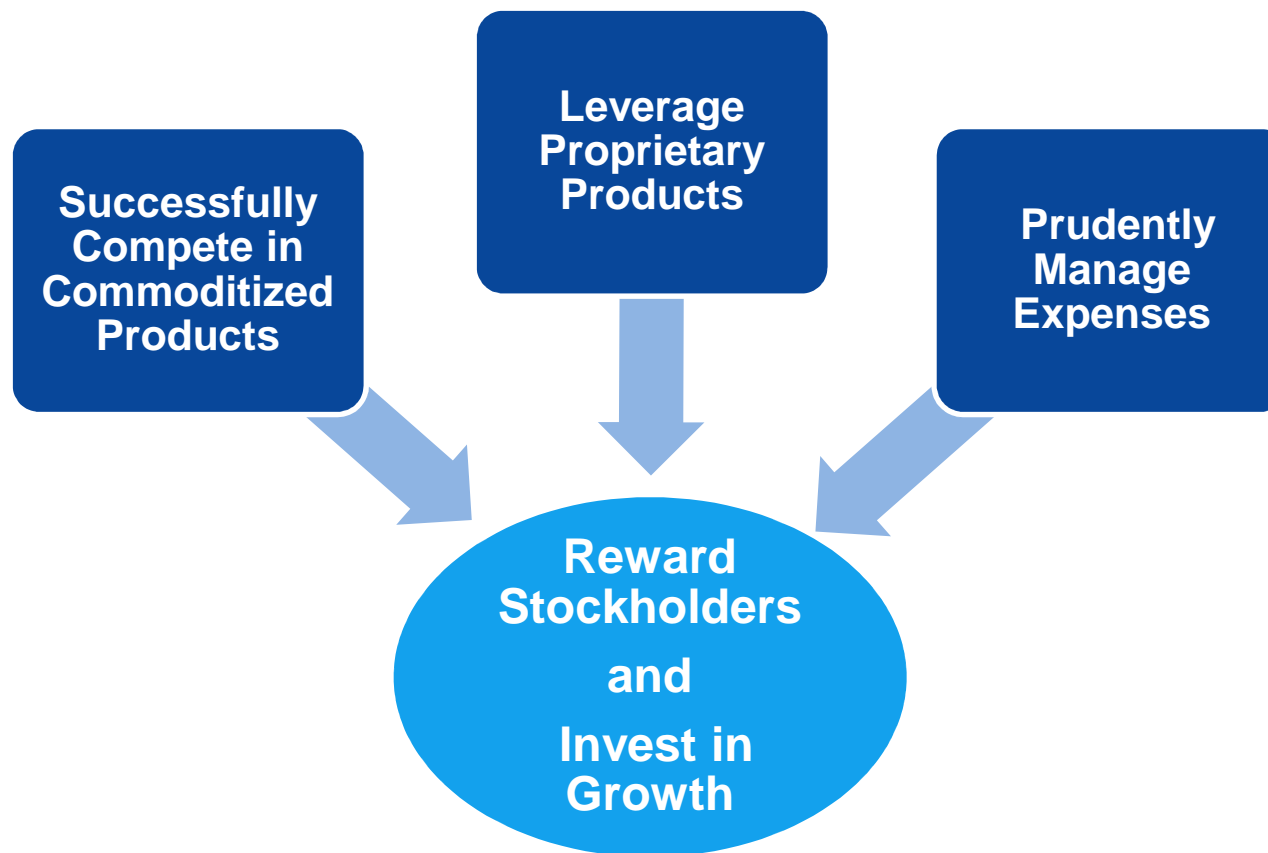 Successfully
Compete in
Commoditized
Products
Leverage
Proprietary
Products
Prudently
Manage
Expenses
Reward
Stockholders
and
Invest in
Growth